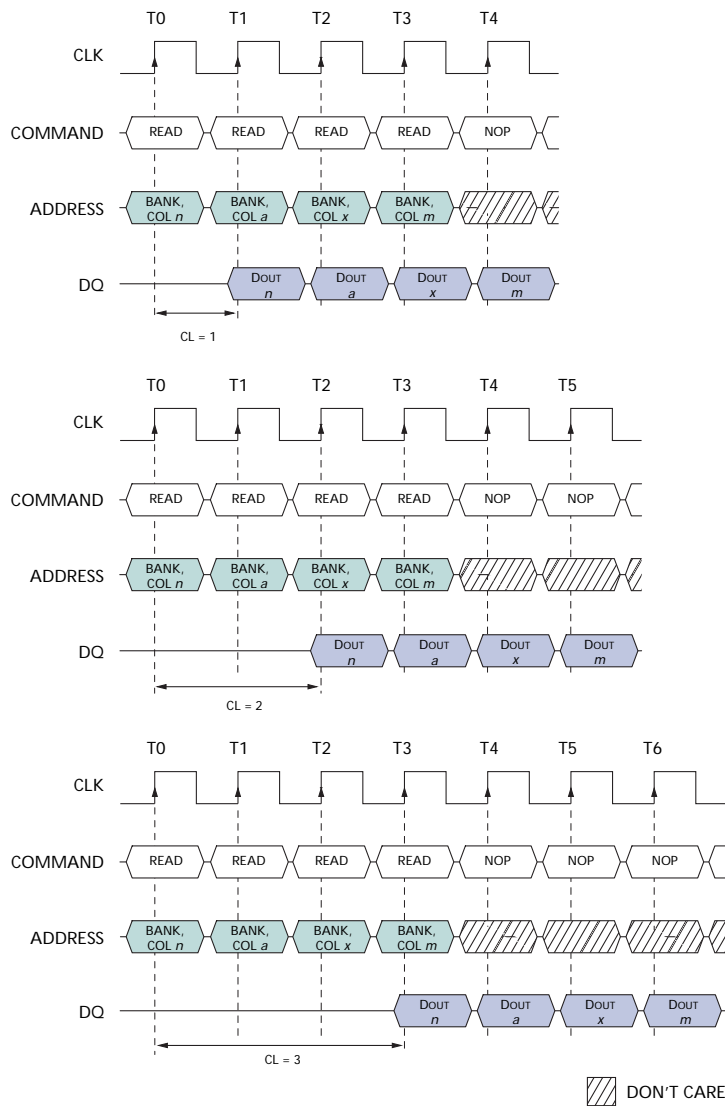 T0 T1 T2 T3 T4
CLK
COMMAND READ READ READ READ NOP
ADDRESS BANK, COL n BANK, COL a BANK, COL x BANK, COL m
DQ DOUT n DOUT a DOUT x DOUT m
CL = 1
T0 T1 T2 T3 T4 T5
CLK
COMMAND READ READ READ READ NOP NOP
ADDRESS BANK, COL n BANK, COL a BANK, COL x BANK, COL m
DQ DOUT n DOUT a DOUT x DOUT m
CL = 2
T0 T1 T2 T3 T4 T5 T6
CLK
COMMAND READ READ READ READ NOP NOP NOP
ADDRESS BANK, COL n BANK, COL a BANK, COL x BANK, COL m
DQ DOUT n DOUT a DOUT x DOUT m
CL = 3
DON'T CARE